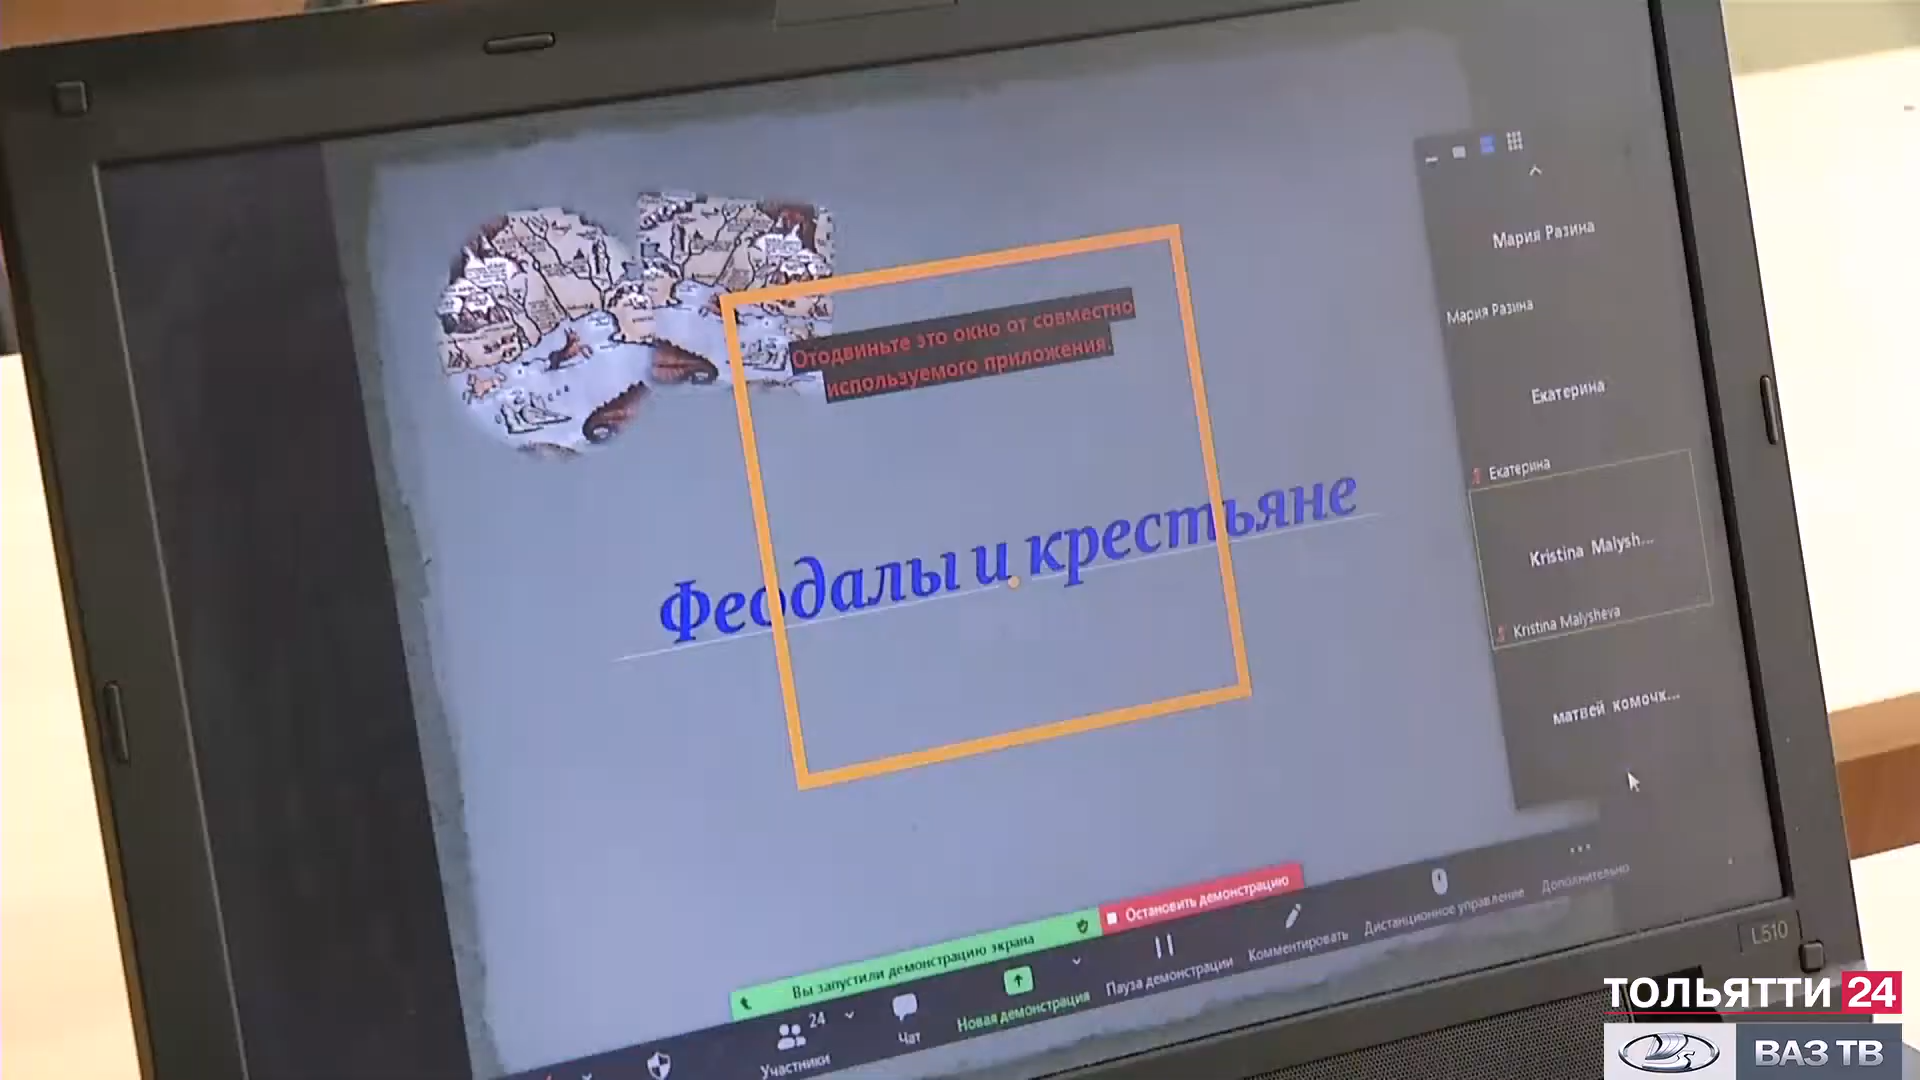 Отодвиньте это окно от совместно
используемого приложения.
Феодалы и крестьяне
Мария Разина
Мария Разина
Екатерина
Екатерина
Kristina Malysh...
Kristina Malysheva
матвей комочк...
Вы запустили демонстрацию экрана
Остановить демонстрацию
24
Участники
Чат
Новая демонстрация
Пауза демонстрации
Комментировать
Дистанционное управление
Дополнительно
L510
ТОЛЬЯТТИ 24
ВАЗ ТВ